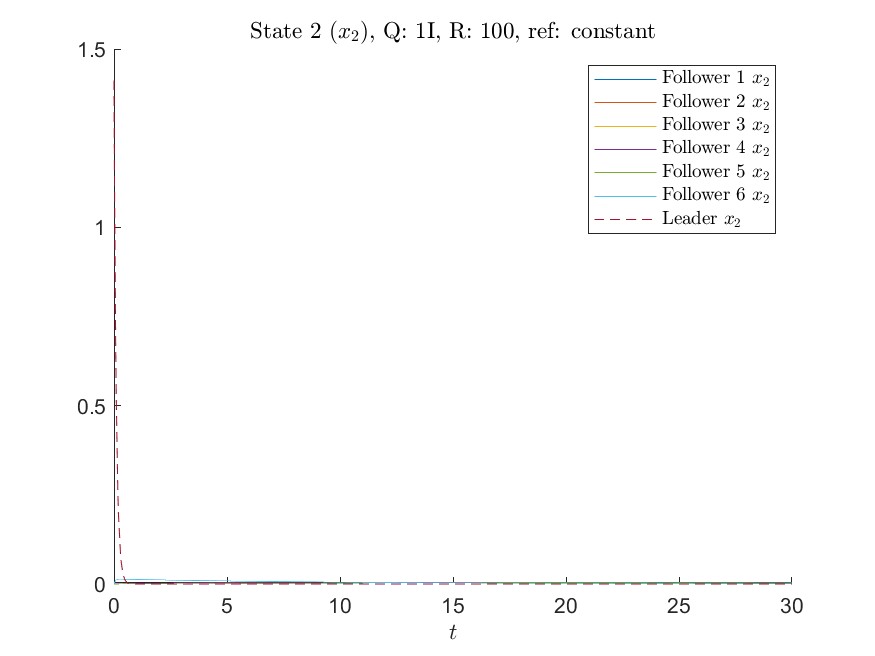 State 2 (x₂), Q: 1I, R: 100, ref: constant
1.5
1
0.5
0
0 5 10 15 20 25 30
t
Follower 1 x₂
Follower 2 x₂
Follower 3 x₂
Follower 4 x₂
Follower 5 x₂
Follower 6 x₂
Leader x₂